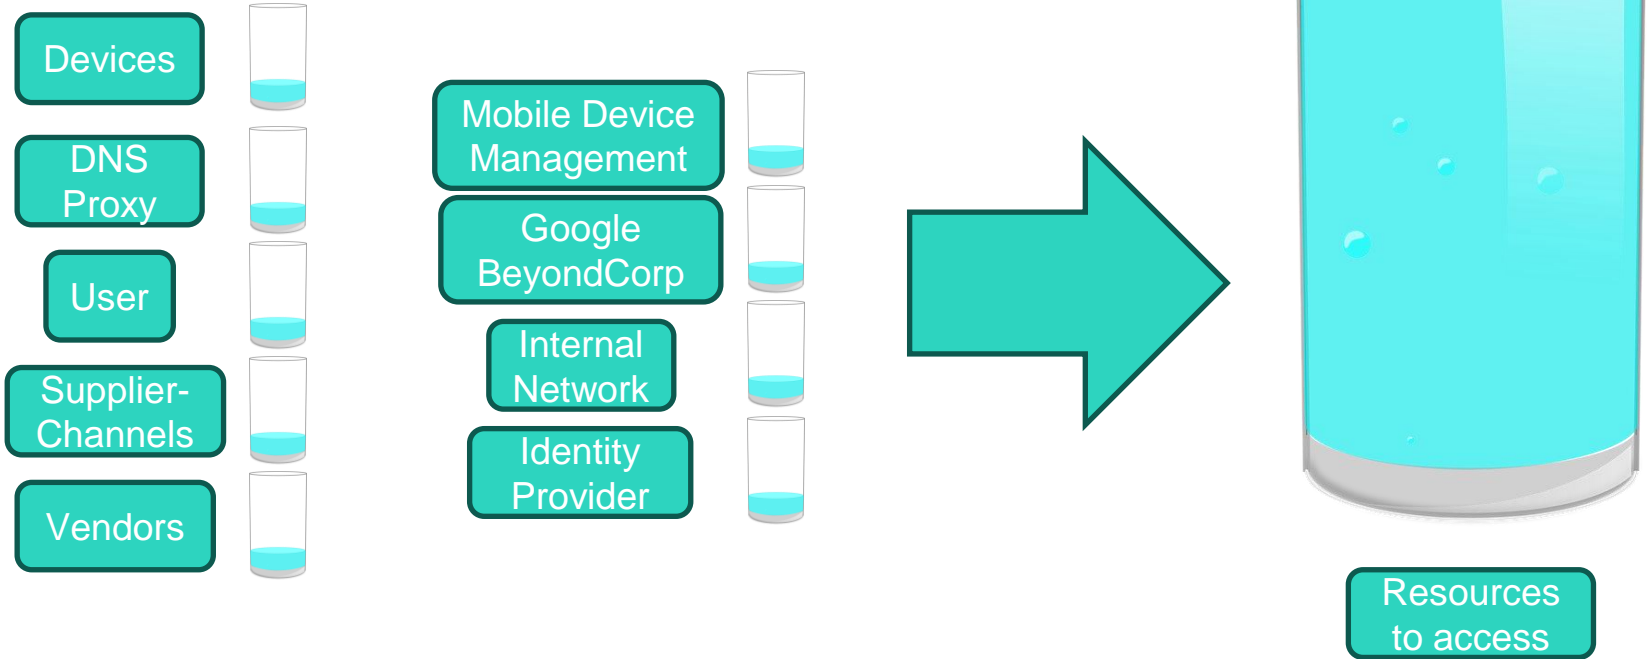 Devices
DNS
Proxy
User
Supplier-
Channels
Vendors
Mobile Device
Management
Google
BeyondCorp
Internal
Network
Identity
Provider
Resources
to access